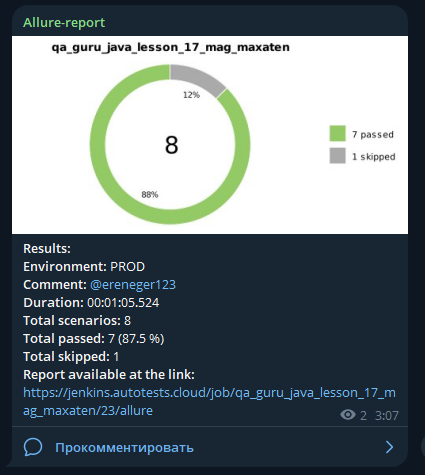 Allure-report
qa_guru_java_lesson_17_mag_maxaten
12%
8
88%
7 passed
1 skipped
Results:
Environment: PROD
Comment: @ereneger123
Duration: 00:01:05.524
Total scenarios: 8
Total passed: 7 (87.5 %)
Total skipped: 1
Report available at the link:
https://jenkins.autotests.cloud/job/qa_guru_java_lesson_17_m
ag_maxaten/23/allure
2 3:07
Прокомментировать